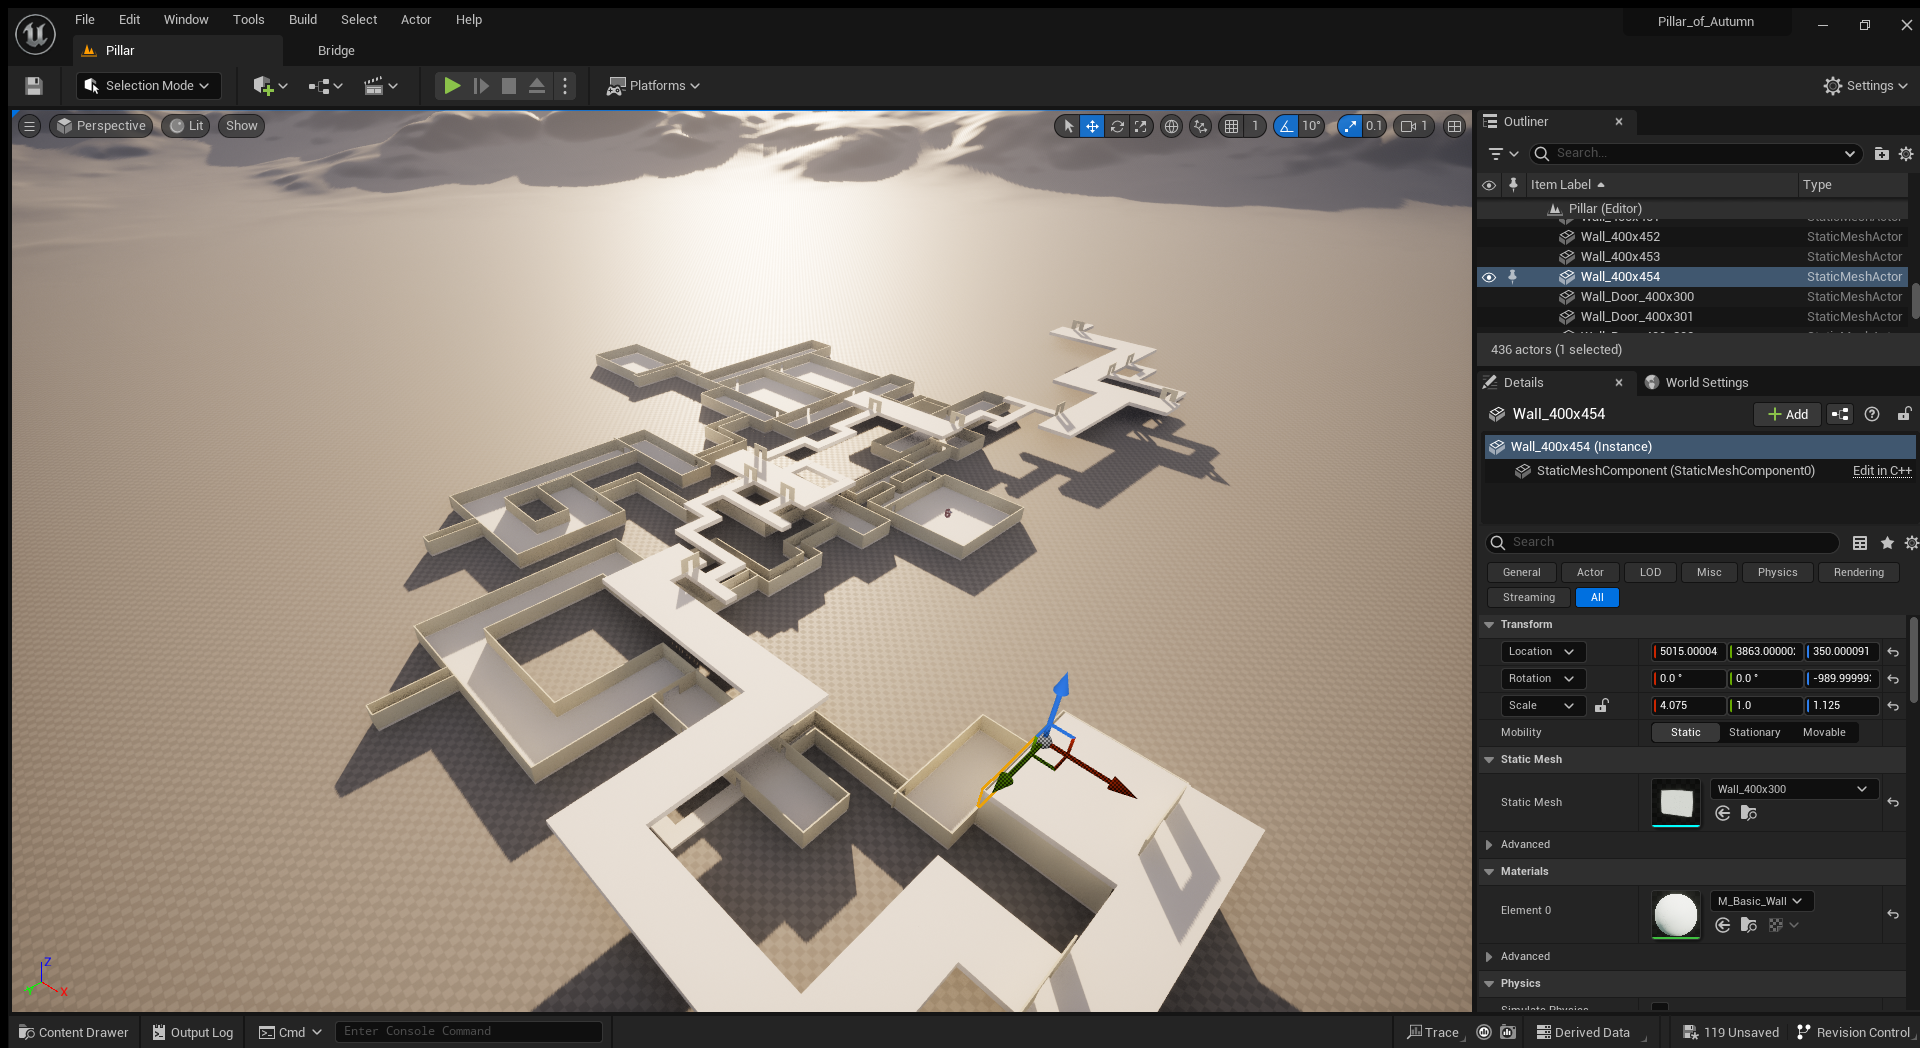 File Edit Window Tools Build Select Actor Help
Pillar_of_Autumn
Pillar
Bridge
Selection Mode
Platforms
Settings
Perspective
Lit
Show
1
10°
0.1
1
Outliner
Search...
Item Label
Type
Pillar (Editor)
Wall_400x452 StaticMeshActor
Wall_400x453 StaticMeshActor
Wall_400x454 StaticMeshActor
Wall_Door_400x300 StaticMeshActor
Wall_Door_400x301 StaticMeshActor
436 actors (1 selected)
Details
World Settings
Wall_400x454
Add
Wall_400x454 (Instance)
StaticMeshComponent (StaticMeshComponent0)
Edit in C++
Search
General Actor LOD Misc Physics Rendering
Streaming All
Transform
Location 5015.00004 3863.00000 350.000091
Rotation 0.0 ° 0.0 ° -989.99999
Scale 4.075 1.0 1.125
Mobility Static Stationary Movable
Static Mesh
Static Mesh Wall_400x300
Advanced
Materials
Element 0 M_Basic_Wall
Advanced
Physics
Z
Y
X
Content Drawer
Output Log
Cmd
Enter Console Command
Trace
Derived Data
119 Unsaved
Revision Control